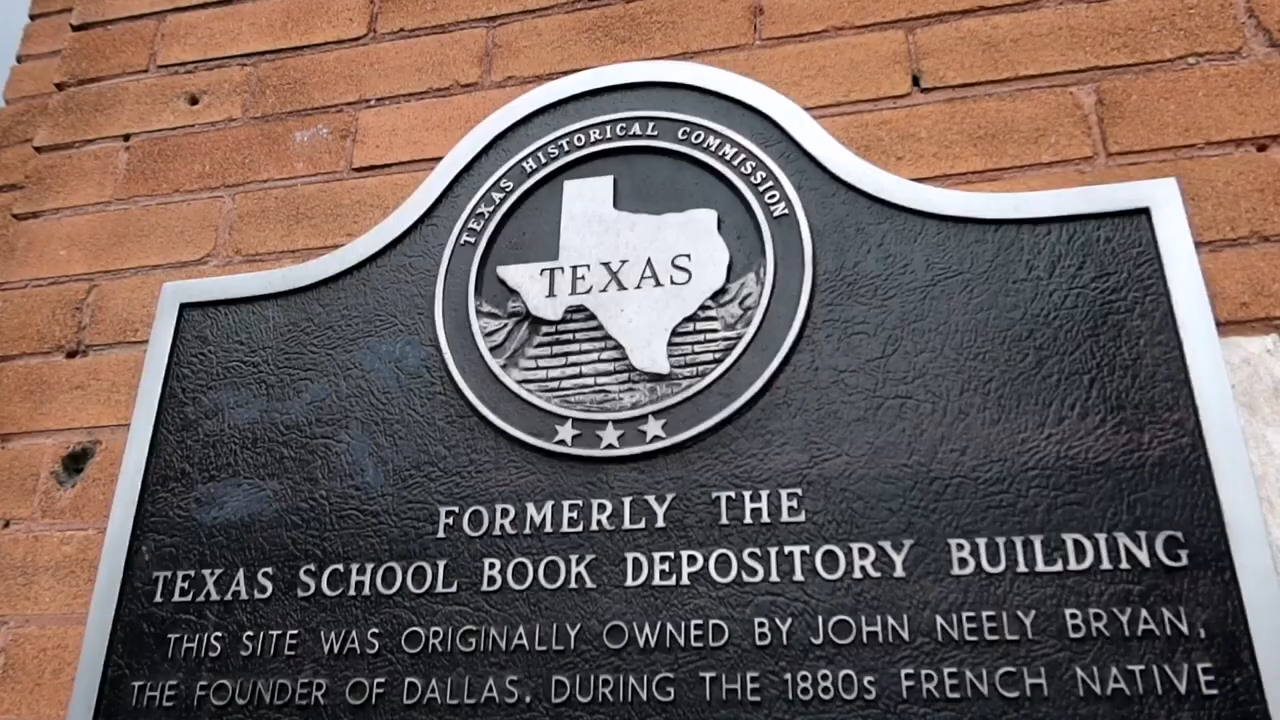 TEXAS HISTORICAL COMMISSION
TEXAS
FORMERLY THE
TEXAS SCHOOL BOOK DEPOSITORY BUILDING
THIS SITE WAS ORIGINALLY OWNED BY JOHN NEELY BRYAN,
THE FOUNDER OF DALLAS. DURING THE 1880s FRENCH NATIVE